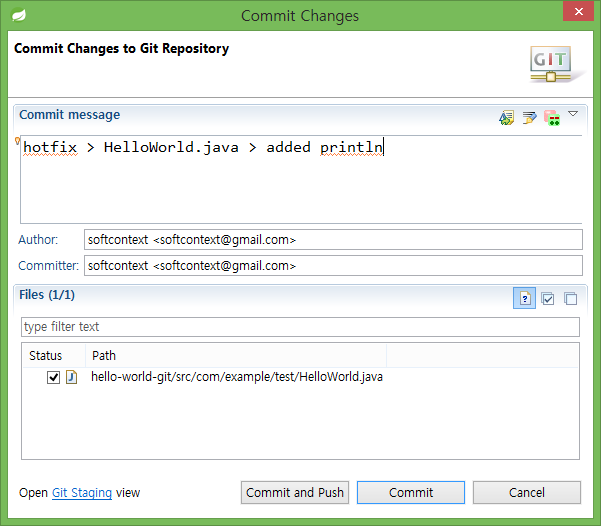 Commit Changes
Commit Changes to Git Repository
GIT
Commit message
hotfix > HelloWorld.java > added println
Author: softcontext <softcontext@gmail.com>
Committer: softcontext <softcontext@gmail.com>
Files (1/1)
type filter text
Status Path
hello-world-git/src/com/example/test/HelloWorld.java
Open Git Staging view Commit and Push Commit Cancel